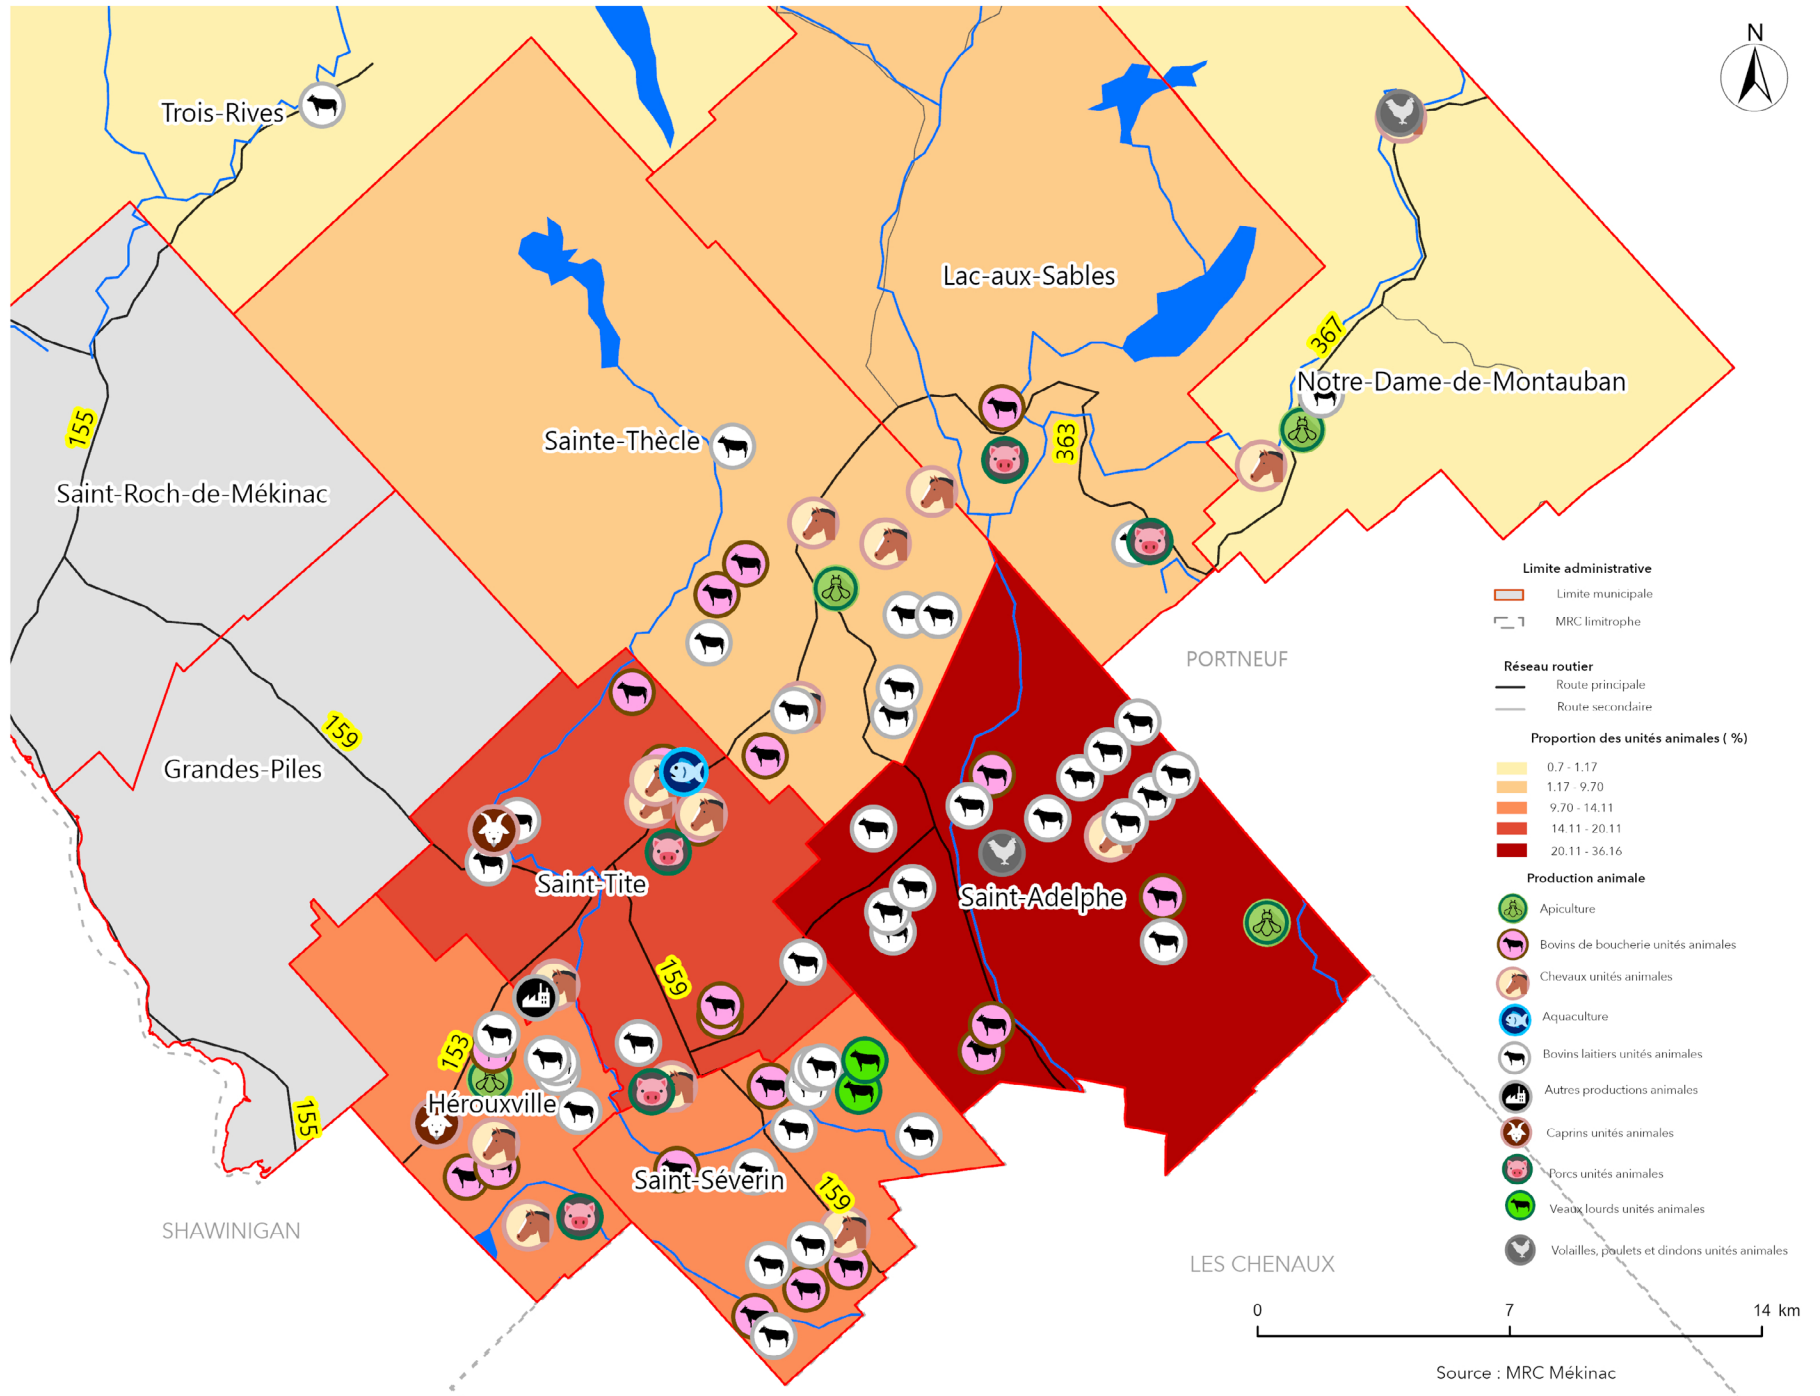 N
Trois-Rives
Lac-aux-Sables
367
Notre-Dame-de-Montauban
155
Sainte-Thècle
363
Saint-Roch-de-Mékinac
PORTNEUF
159
Grandes-Piles
Saint-Tite
Saint-Adelphe
159
153
Hérouxville
155
Saint-Séverin
159
SHAWINIGAN
LES CHENAUX
Limite administrative
Limite municipale
MRC limitrophe
Réseau routier
Route principale
Route secondaire
Proportion des unités animales ( %)
0.7 - 1.17
1.17 - 9.70
9.70 - 14.11
14.11 - 20.11
20.11 - 36.16
Production animale
Apiculture
Bovins de boucherie unités animales
Chevaux unités animales
Aquaculture
Bovins laitiers unités animales
Autres productions animales
Caprins unités animales
Porcs unités animales
Veaux lourds unités animales
Volailles, poulets et dindons unités animales
0 7 14 km
Source : MRC Mékinac